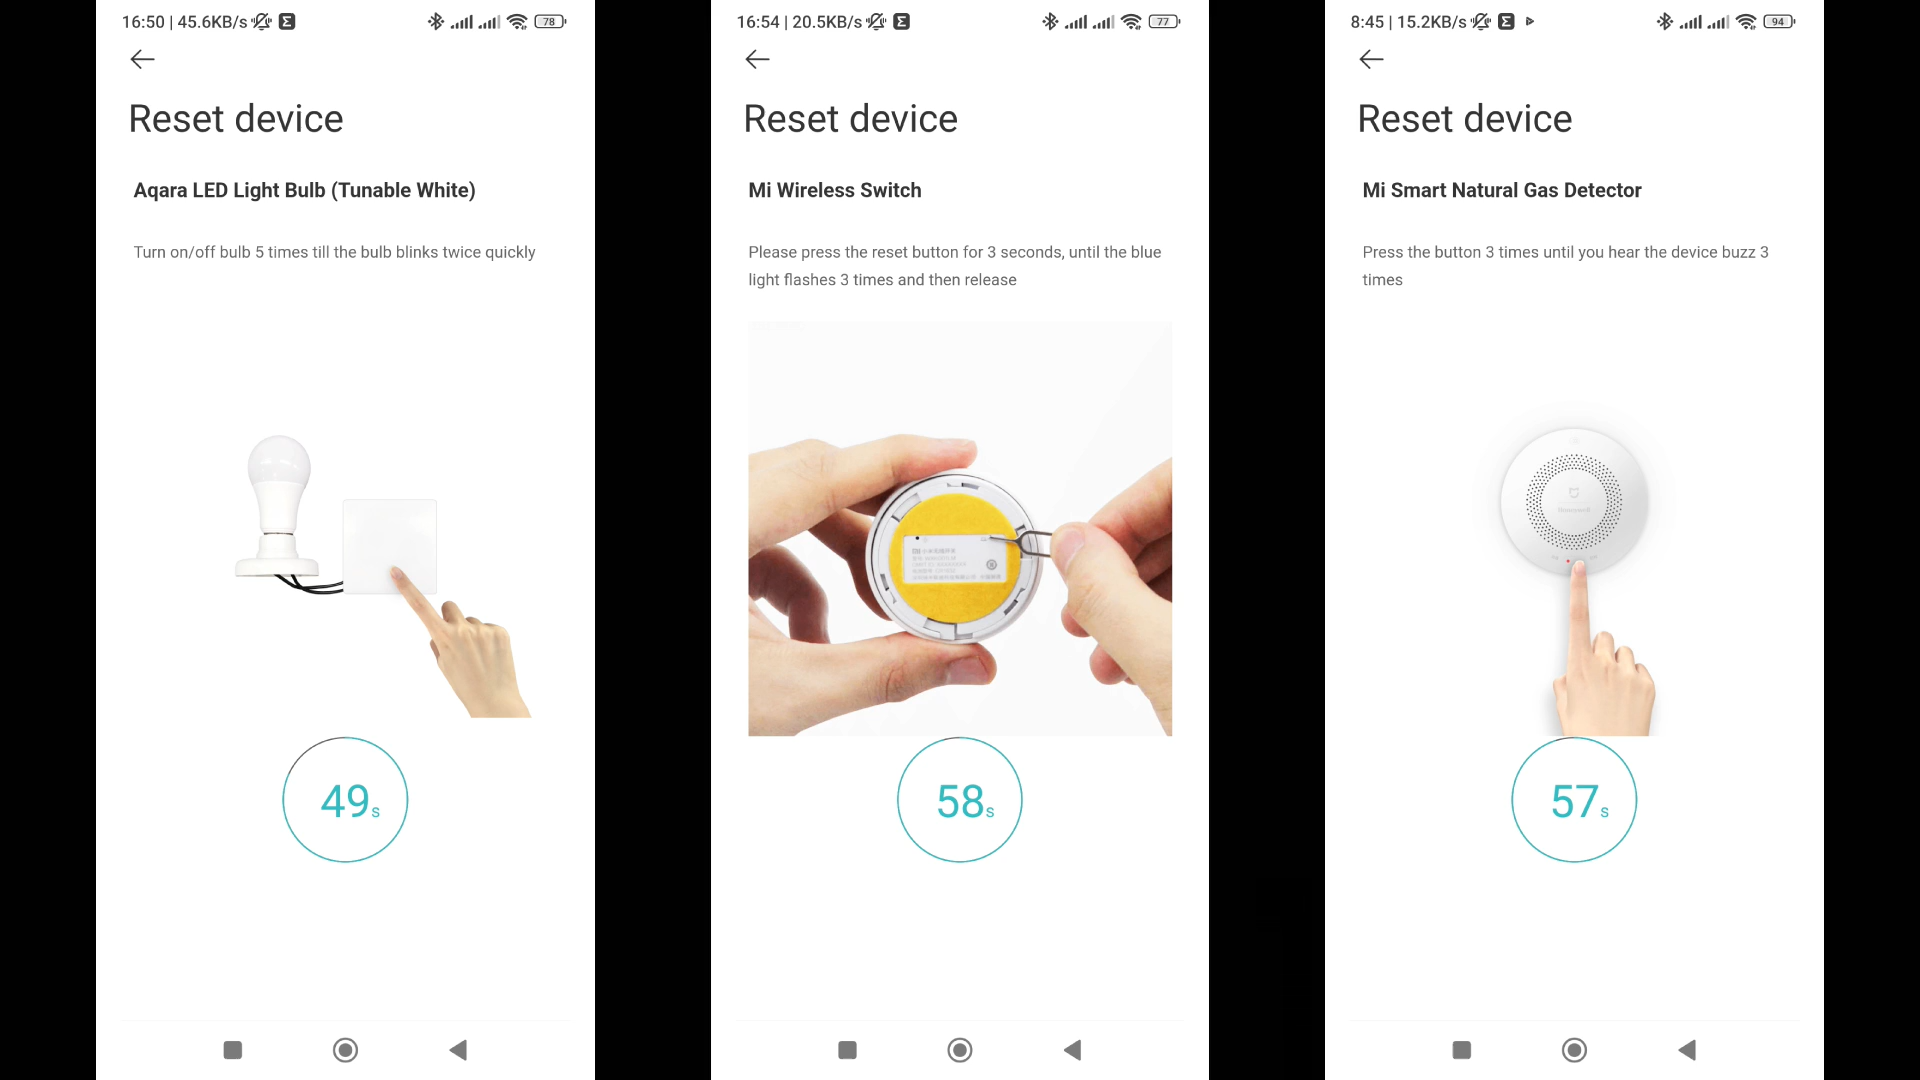 16:50 | 45.6KB/s
78
Reset device
Aqara LED Light Bulb (Tunable White)
Turn on/off bulb 5 times till the bulb blinks twice quickly
49s
16:54 | 20.5KB/s
77
Reset device
Mi Wireless Switch
Please press the reset button for 3 seconds, until the blue
light flashes 3 times and then release
58s
8:45 | 15.2KB/s
94
Reset device
Mi Smart Natural Gas Detector
Press the button 3 times until you hear the device buzz 3
times
Honeywell
57s